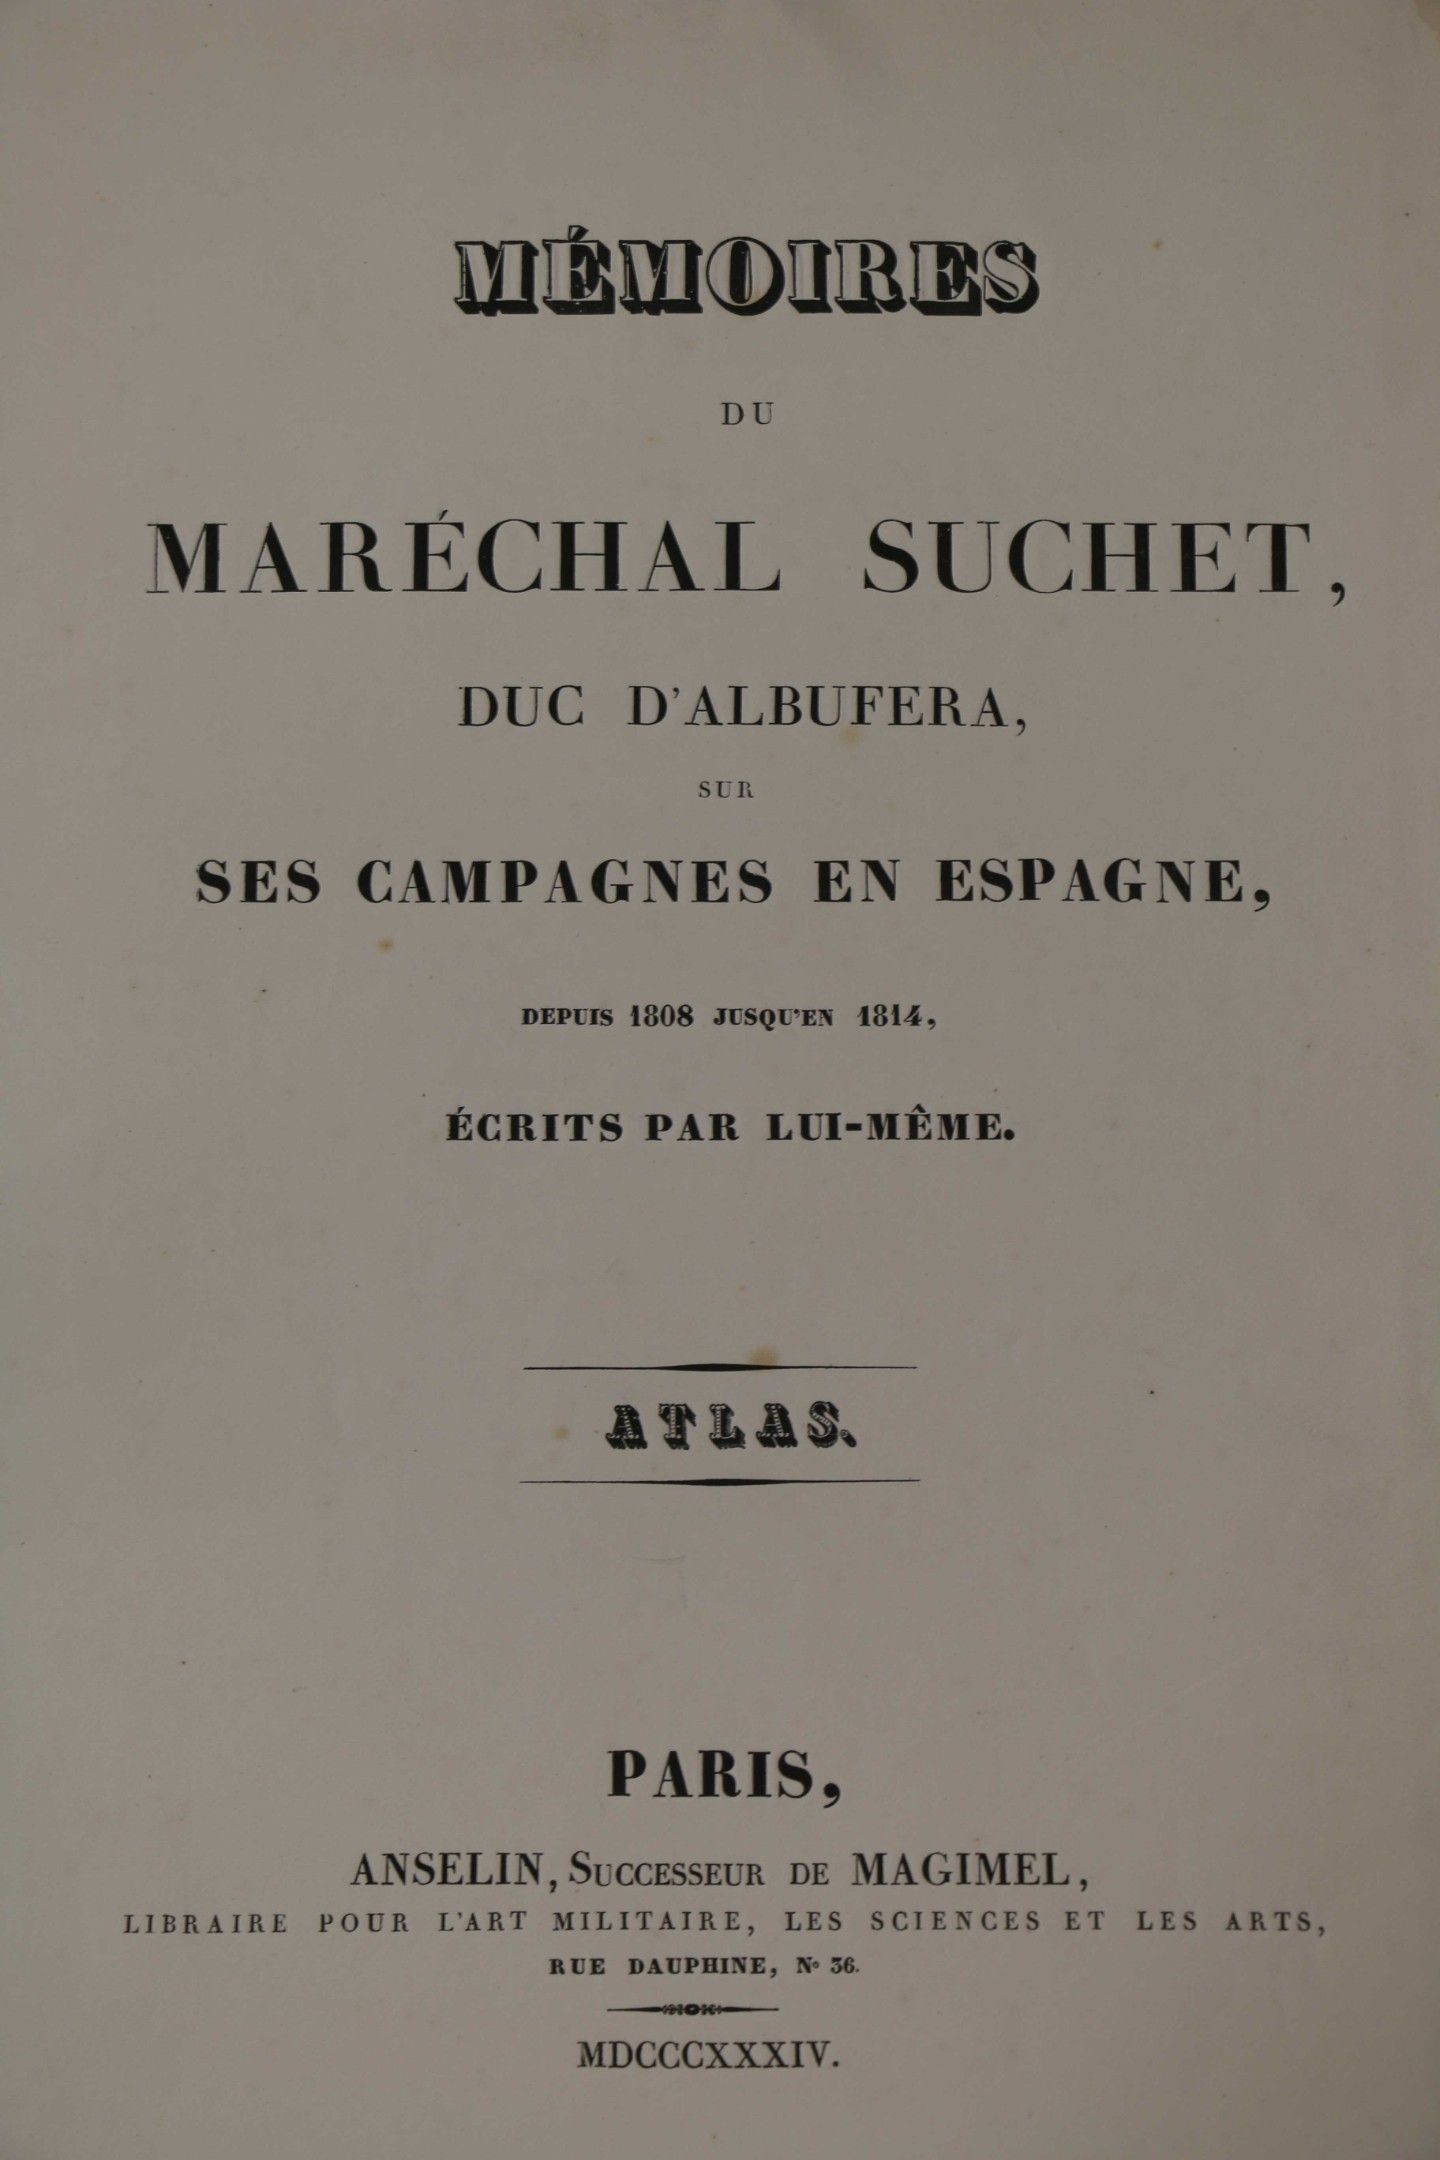 MÉMOIRES
DU
MARÉCHAL SUCHET,
DUC D'ALBUFERA,
SUR
SES CAMPAGNES EN ESPAGNE,
DEPUIS 1808 JUSQU'EN 1814,
ÉCRITS PAR LUI-MÊME.
ATLAS.
PARIS,
ANSELIN, SUCCESSEUR DE MAGIMEL,
LIBRAIRE POUR L'ART MILITAIRE, LES SCIENCES ET LES ARTS,
RUE DAUPHINE, No 36.
MDCCCXXXIV.